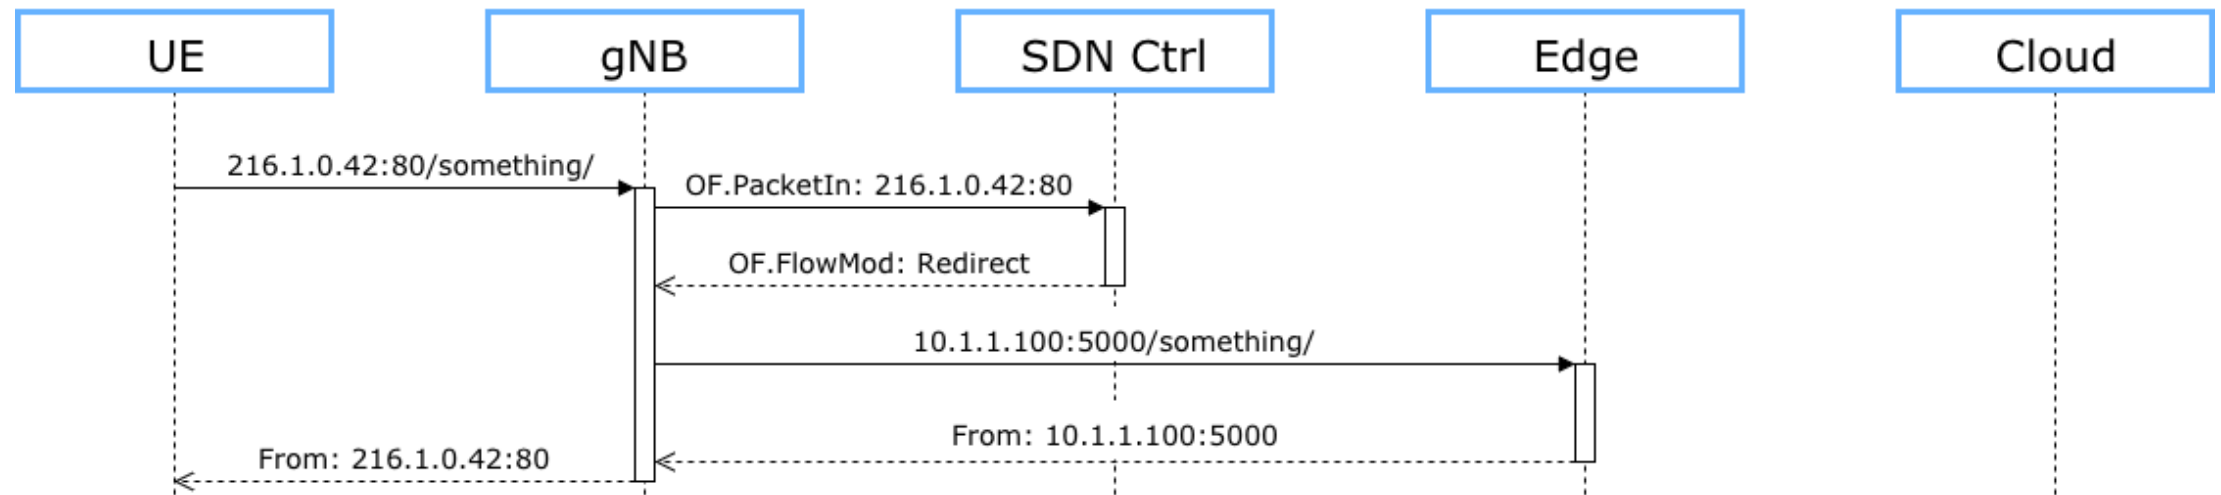 UE
gNB
SDN Ctrl
Edge
Cloud
216.1.0.42:80/something/
OF.PacketIn: 216.1.0.42:80
OF.FlowMod: Redirect
10.1.1.100:5000/something/
From: 10.1.1.100:5000
From: 216.1.0.42:80